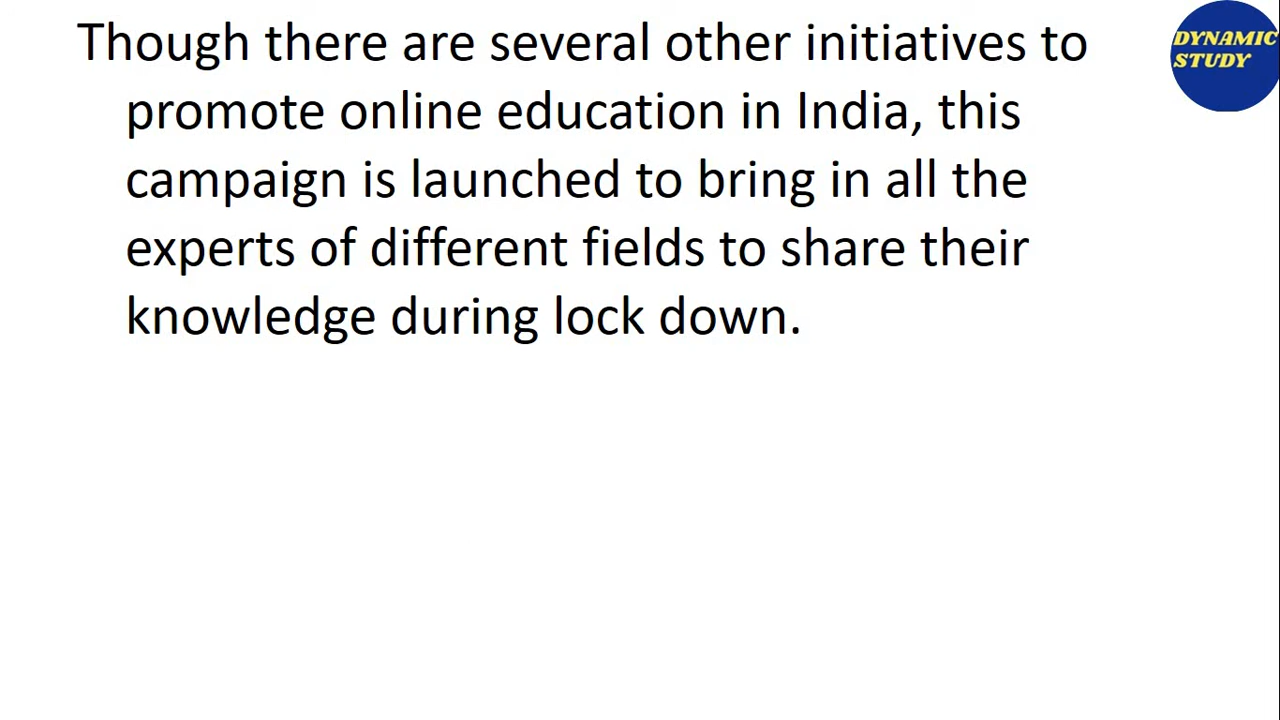 Though there are several other initiatives to
promote online education in India, this
campaign is launched to bring in all the
experts of different fields to share their
knowledge during lock down.
DYNAMIC
STUDY